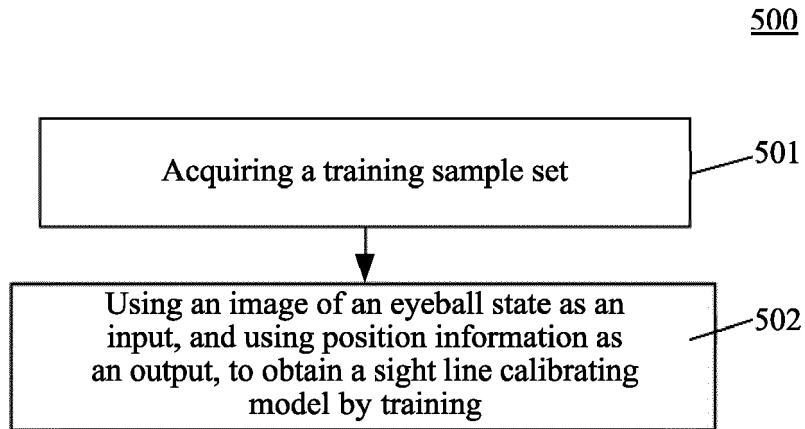 500
Acquiring a training sample set
501
Using an image of an eyeball state as an
input, and using position information as
an output, to obtain a sight line calibrating
model by training
502